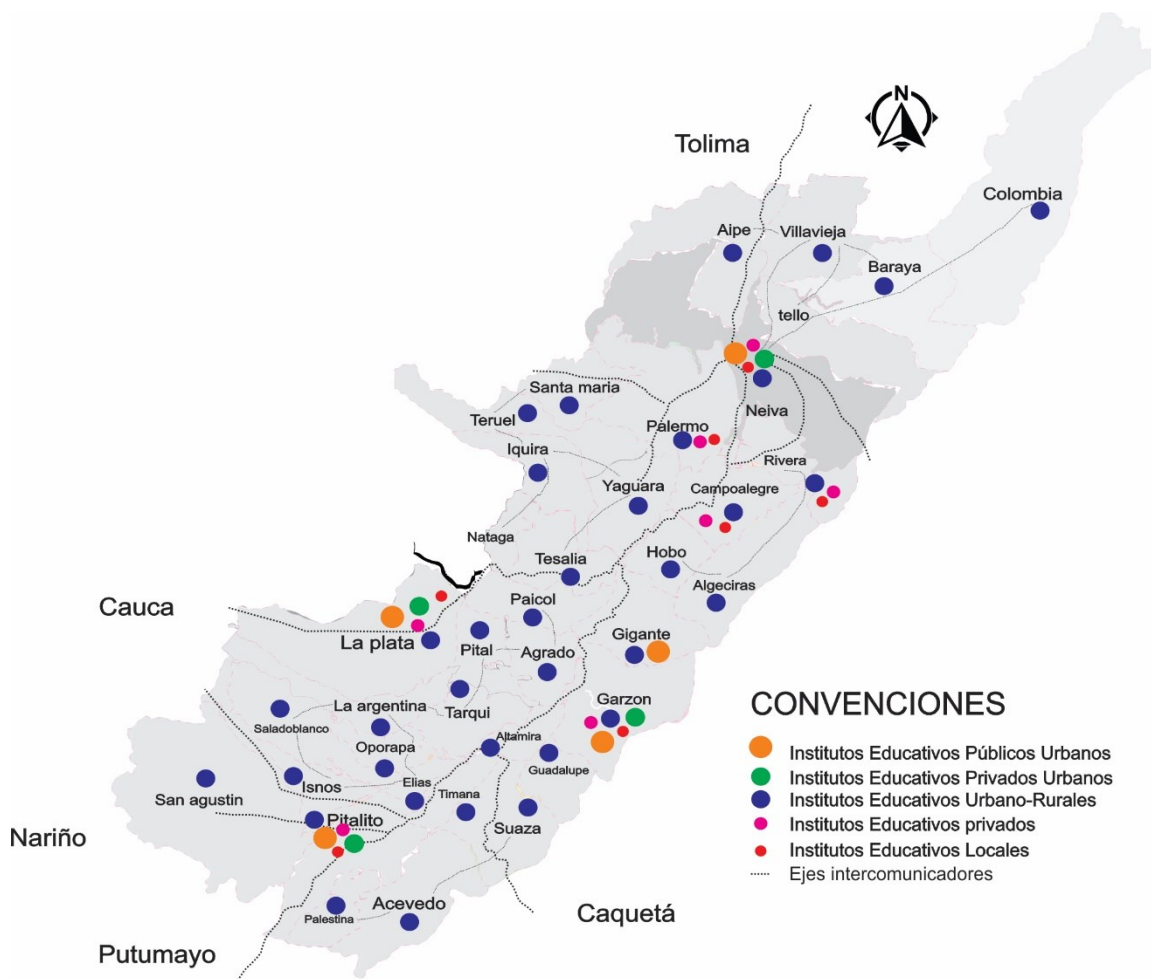 N
Tolima
Colombia
Aipe
Villavieja
Baraya
tello
Santa maria
Teruel
Neiva
Palermo
Iquira
Rivera
Yaguara
Campoalegre
Nataga
Tesalia
Hobo
Algeciras
Cauca
Paicol
La plata
Pital
Agrado
Gigante
Garzon
CONVENCIONES
Institutos Educativos Públicos Urbanos
Institutos Educativos Privados Urbanos
Institutos Educativos Urbano-Rurales
Institutos Educativos privados
Institutos Educativos Locales
Ejes intercomunicadores
La argentina
Tarqui
Saladoblanco
Altamira
Oporapa
Guadalupe
Isnos
Elias
San agustin
Timana
Pitalito
Suaza
Nariño
Acevedo
Palestina
Caquetá
Putumayo